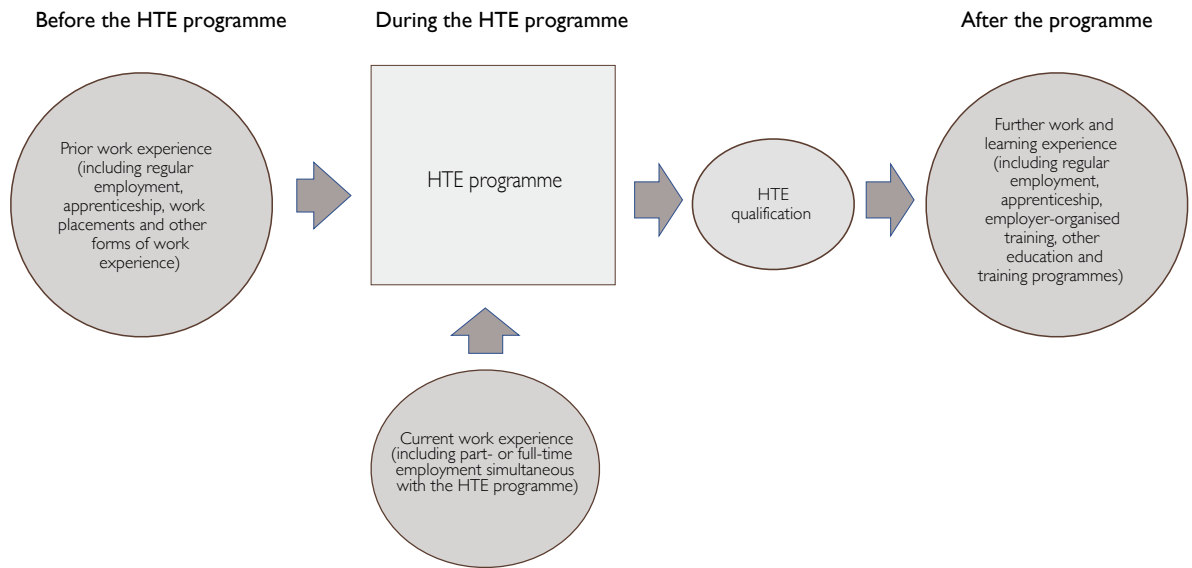 Before the HTE programme
During the HTE programme
After the programme
Prior work experience
(including regular
employment,
apprenticeship, work
placements and other
forms of work
experience)
HTE programme
HTE
qualification
Further work and
learning experience
(including regular
employment,
apprenticeship,
employer-organised
training, other
education and
training programmes)
Current work experience
(including part- or full-time
employment simultaneous
with the HTE programme)